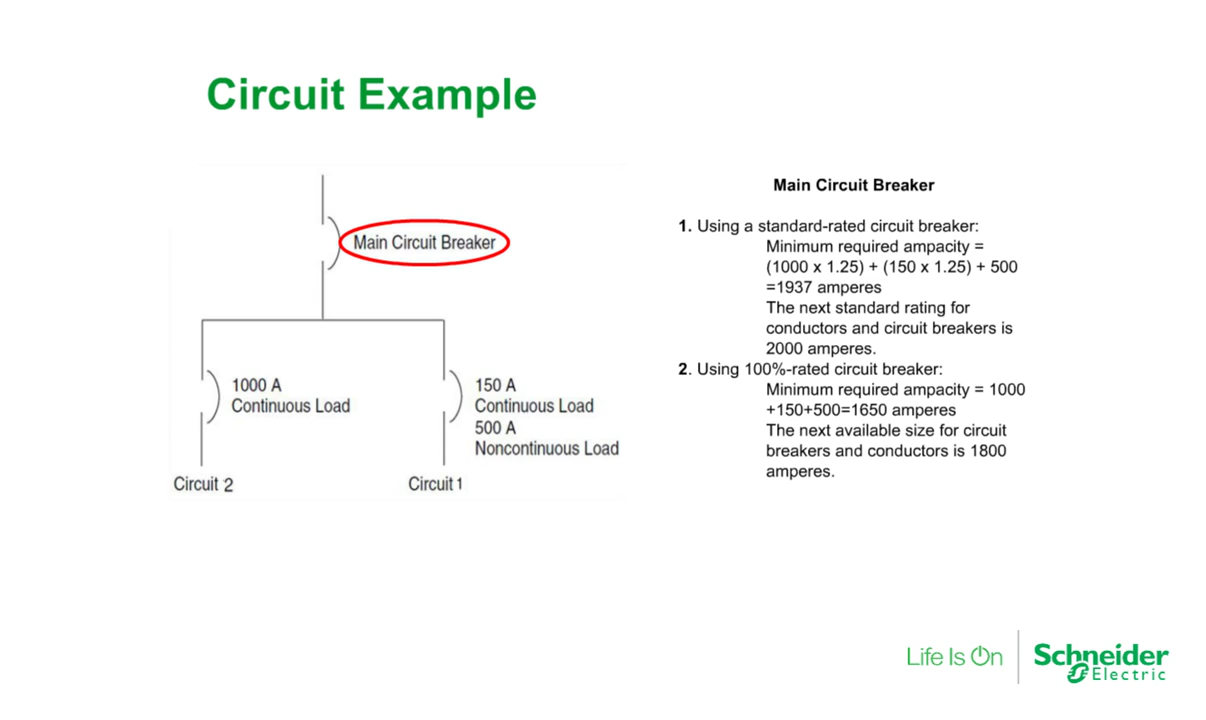 Circuit Example
Main Circuit Breaker
1000 A
Continuous Load
Circuit 2
150 A
Continuous Load
500 A
Noncontinuous Load
Circuit 1
Main Circuit Breaker
1. Using a standard-rated circuit breaker:
Minimum required ampacity =
(1000 x 1.25) + (150 x 1.25) + 500
=1937 amperes
The next standard rating for
conductors and circuit breakers is
2000 amperes.
2. Using 100%-rated circuit breaker:
Minimum required ampacity = 1000
+150+500=1650 amperes
The next available size for circuit
breakers and conductors is 1800
amperes.
Life Is On
Schneider
Electric